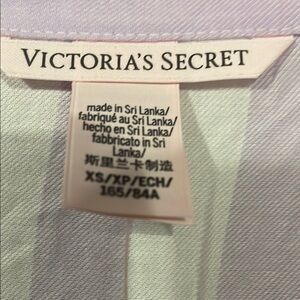 VICTORIA'S SECRET
made in Sri Lanka/
fabriqué au Sri Lanka/
hecho en Sri Lanka/
fabbricato in Sri
Lanka/
斯里兰卡制造
XS/XP/ECH/
165/84A